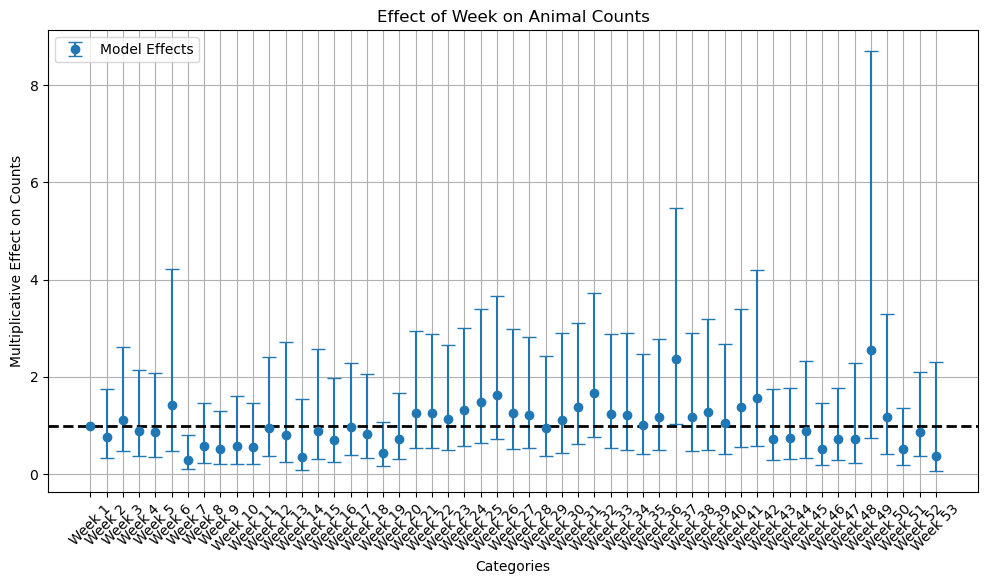 Effect of Week on Animal Counts
Model Effects
Multiplicative Effect on Counts
8
6
4
2
0
Week 1
Week 2
Week 3
Week 4
Week 5
Week 6
Week 7
Week 8
Week 9
Week 10
Week 11
Week 12
Week 13
Week 14
Week 15
Week 16
Week 17
Week 18
Week 19
Week 20
Week 21
Week 22
Week 23
Week 24
Week 25
Week 26
Week 27
Week 28
Week 29
Week 30
Week 31
Week 32
Week 33
Week 34
Week 35
Week 36
Week 37
Week 38
Week 39
Week 40
Week 41
Week 42
Week 43
Week 44
Week 45
Week 46
Week 47
Week 48
Week 49
Week 50
Week 51
Week 52
Week 53
Categories